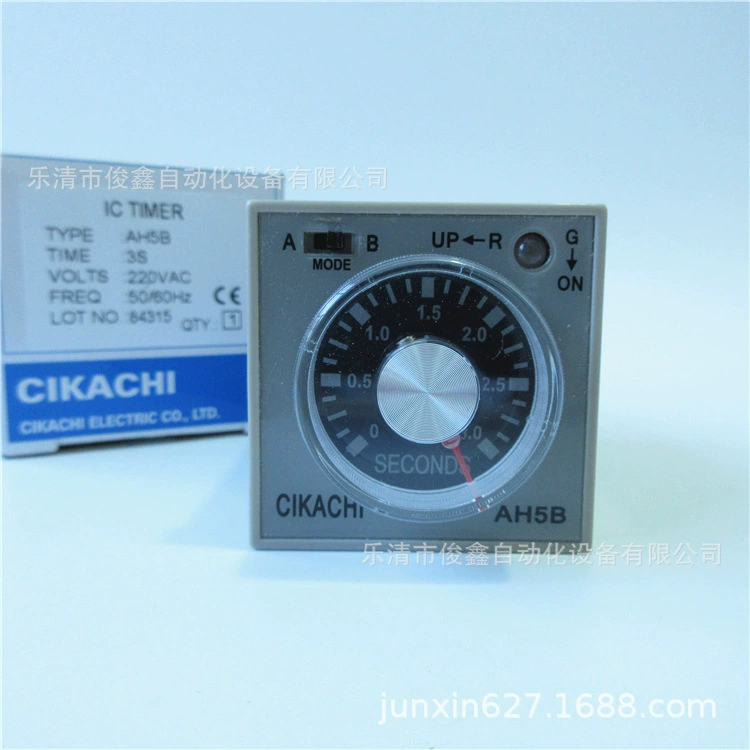 乐清市俊鑫自动化设备有限公司
IC TIMER
TYPE : AH5B
TIME : 3S
VOLTS : 220VAC
FREQ : 50/60Hz CE
LOT NO : 84315 QTY : 1
CIKACHI
CIKACHI ELECTRIC CO., LTD.
A B UP←R G
MODE ↓
ON
1.5
1.0 2.0
0.5 2.5
0 3.0
SECONDS
CIKACHI AH5B
乐清市俊鑫自动化设备有限公司
junxin627.1688.com